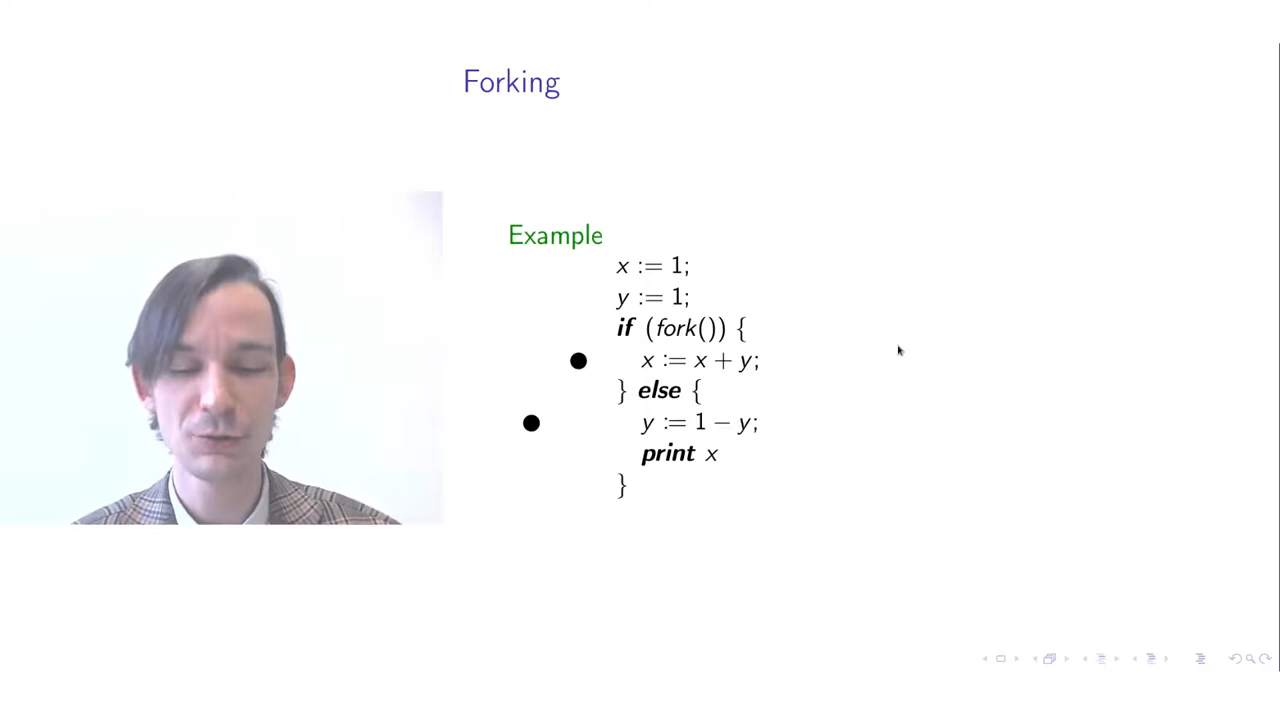 Forking
Example
x := 1;
y := 1;
if (fork()) {
x := x + y;
} else {
y := 1 − y;
print x
}